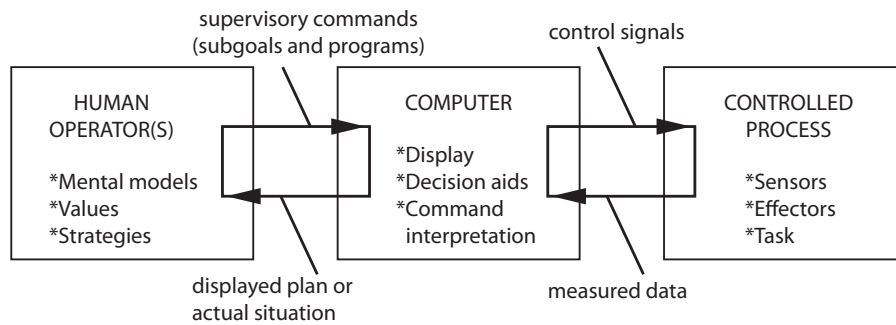 supervisory commands
(subgoals and programs)
control signals
HUMAN
OPERATOR(S)
*Mental models
*Values
*Strategies
COMPUTER
*Display
*Decision aids
*Command
interpretation
CONTROLLED
PROCESS
*Sensors
*Effectors
*Task
displayed plan or
actual situation
measured data